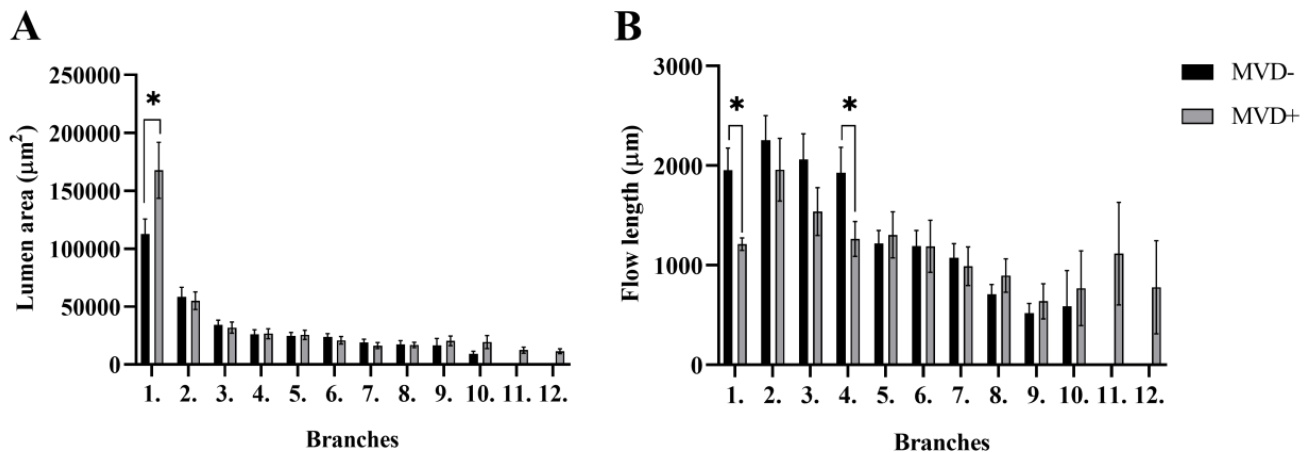 A
Lumen area (μm²)
250000
200000
150000
100000
50000
0
*
1. 2. 3. 4. 5. 6. 7. 8. 9. 10. 11. 12.
Branches
B
Flow length (μm)
3000
2000
1000
0
* *
1. 2. 3. 4. 5. 6. 7. 8. 9. 10. 11. 12.
Branches
MVD-
MVD+